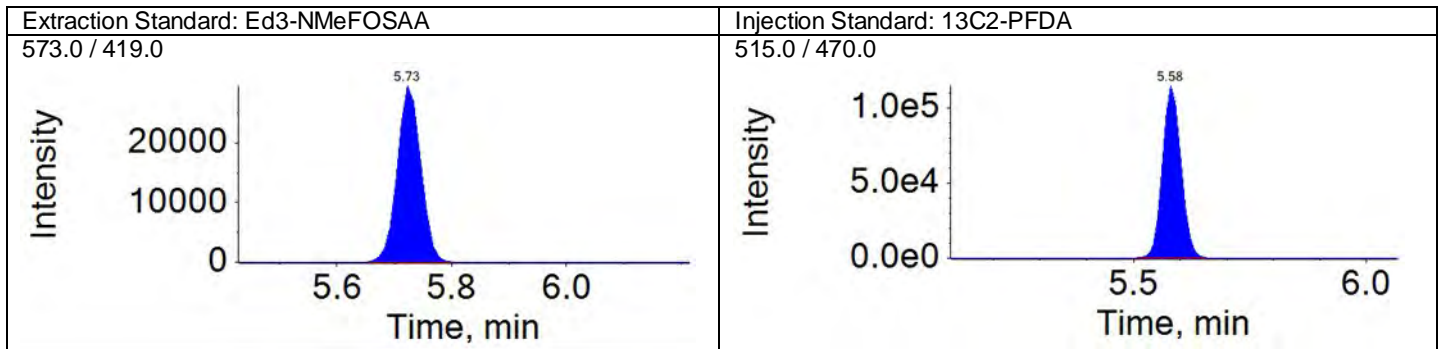 Extraction Standard: Ed3-NMeFOSAA
573.0 / 419.0
5.73
Intensity
20000
10000
0
5.6 5.8 6.0
Time, min
Injection Standard: 13C2-PFDA
515.0 / 470.0
5.58
Intensity
1.0e5
5.0e4
0.0e0
5.5 6.0
Time, min